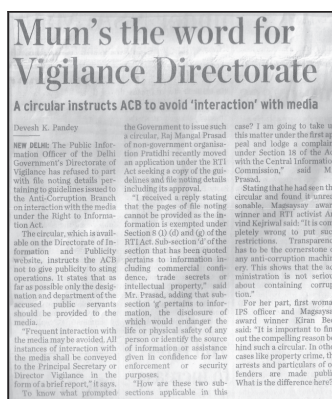 Mum's the word for
Vigilance Directorate
A circular instructs ACB to avoid 'interaction' with media
Devesh K. Pandey
NEW DELHI: The Public Infor-
mation Officer of the Delhi
Government's Directorate of
Vigilance has refused to part
with file noting details per-
taining to guidelines issued to
the Anti-Corruption Branch
on interaction with the media
under the Right to Informa-
tion Act.
The circular, which is avail-
able on the Directorate of In-
formation and Publicity
website, instructs the ACB
not to give publicity to sting
operations. It states that as
far as possible only the desig-
nation and department of the
accused public servants
should be provided to the
media.
"Frequent interaction with
the media may be avoided. All
instances of interaction with
the media shall be conveyed
to the Principal Secretary or
Director Vigilance in the
form of a brief report," it says.
To know what prompted
the Government to issue such
a circular, Raj Mangal Prasad
of non-government organisa-
tion Pratidhi recently moved
an application under the RTI
Act seeking a copy of the gui-
delines and file noting details
including its approval.
"I received a reply stating
that the pages of file noting
cannot be provided as the in-
formation is exempted under
Section 8 (1) (d) and (g) of the
RTI Act. Sub-section 'd' of the
section that has been quoted
pertains to information in-
cluding commercial confi-
dence, trade secrets or
intellectual property," said
Mr. Prasad, adding that sub-
section 'g' pertains to infor-
mation, the disclosure of
which would endanger the
life or physical safety of any
person or identify the source
of information or assistance
given in confidence for law
enforcement or security
purposes.
"How are these two sub-
sections applicable in this
case? I am going to take
this matter under the first
peal and lodge a complain
under Section 18 of the
with the Central Information
Commission," said
Prasad.
Stating that he had seen th
circular and found it unrea-
sonable, Magsaysay awar
winner and RTI activist
vind Kejriwal said: "It is com
pletely wrong to put suc
restrictions. Transparenc
has to be the cornerstone
any anti-corruption machin
ery. This shows that the ad
ministration is not seriou
about containing corrup
tion."
For her part, first woma
IPS officer and Magsaysa
award winner Kiran Be
said: "It is important to fin
out the compelling reason be
hind such a circular. In othe
cases like property crime, th
arrests and particulars of
fenders are made publi
What is the difference here